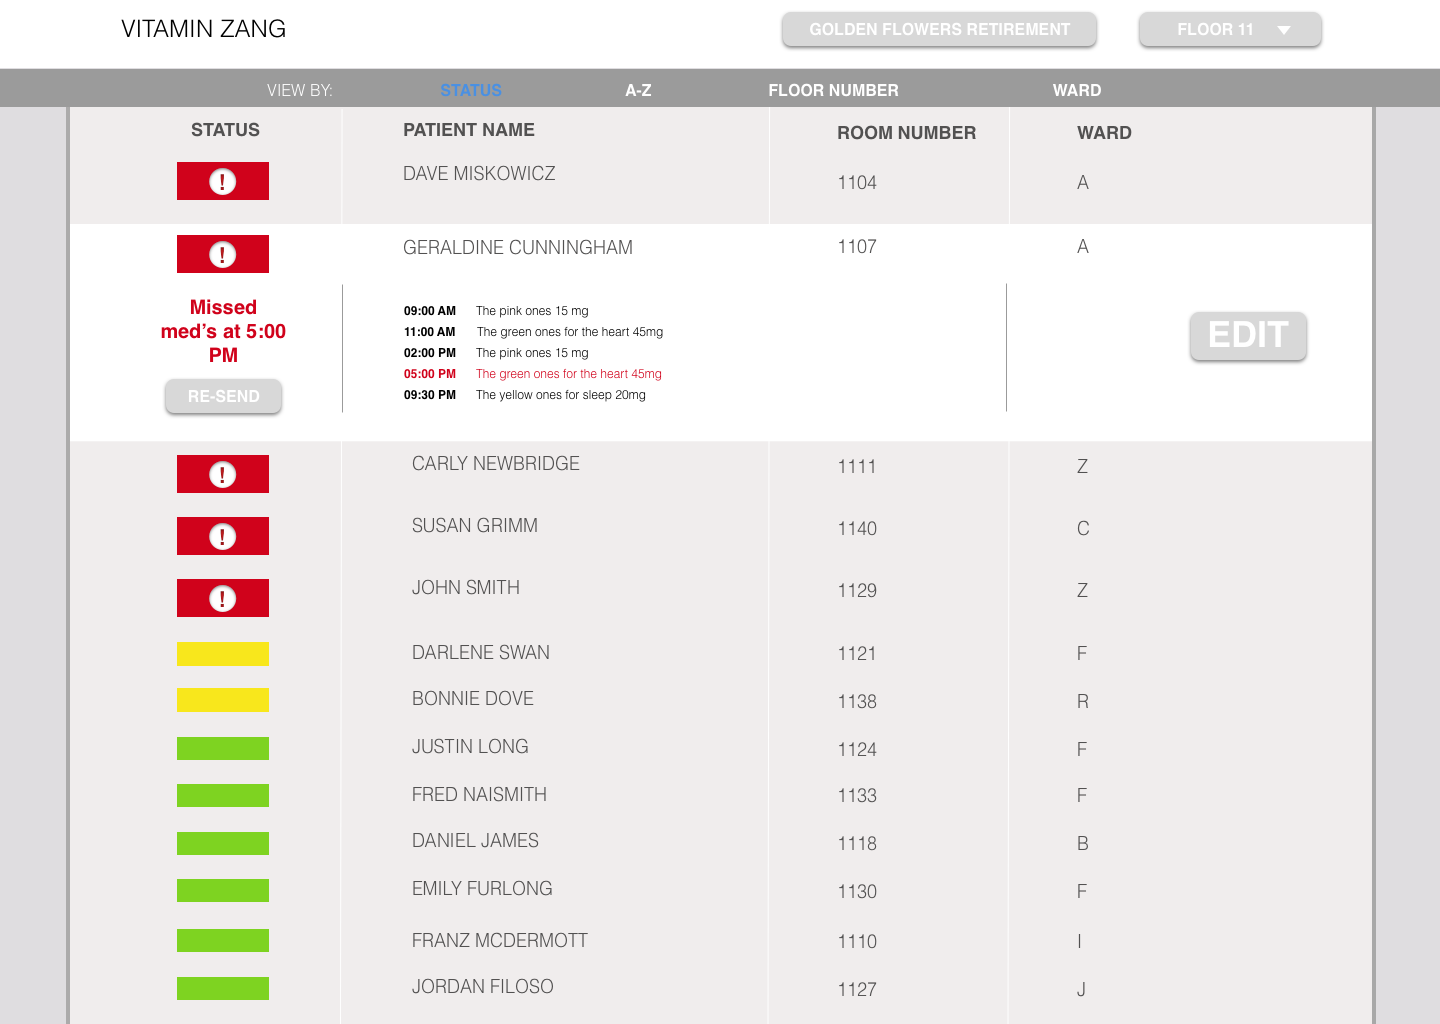 VITAMIN ZANG
GOLDEN FLOWERS RETIREMENT
FLOOR 11
VIEW BY: STATUS A-Z FLOOR NUMBER WARD
STATUS PATIENT NAME ROOM NUMBER WARD
! DAVE MISKOWICZ 1104 A
! GERALDINE CUNNINGHAM 1107 A
Missed
med's at 5:00
PM
RE-SEND
09:00 AM The pink ones 15 mg
11:00 AM The green ones for the heart 45mg
02:00 PM The pink ones 15 mg
05:00 PM The green ones for the heart 45mg
09:30 PM The yellow ones for sleep 20mg
EDIT
! CARLY NEWBRIDGE 1111 Z
! SUSAN GRIMM 1140 C
! JOHN SMITH 1129 Z
DARLENE SWAN 1121 F
BONNIE DOVE 1138 R
JUSTIN LONG 1124 F
FRED NAISMITH 1133 F
DANIEL JAMES 1118 B
EMILY FURLONG 1130 F
FRANZ MCDERMOTT 1110 I
JORDAN FILOSO 1127 J